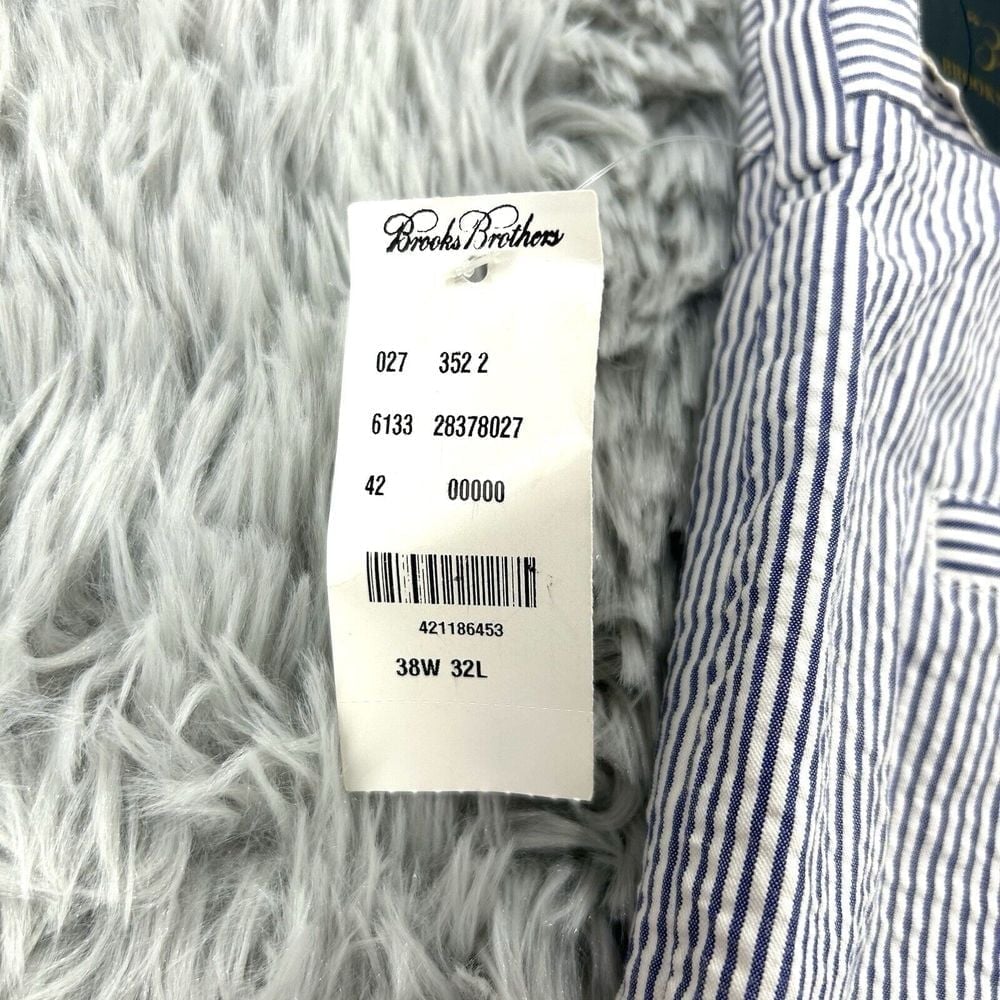 Brooks Brothers
027 352 2
6133 28378027
42 00000
421186453
38W 32L